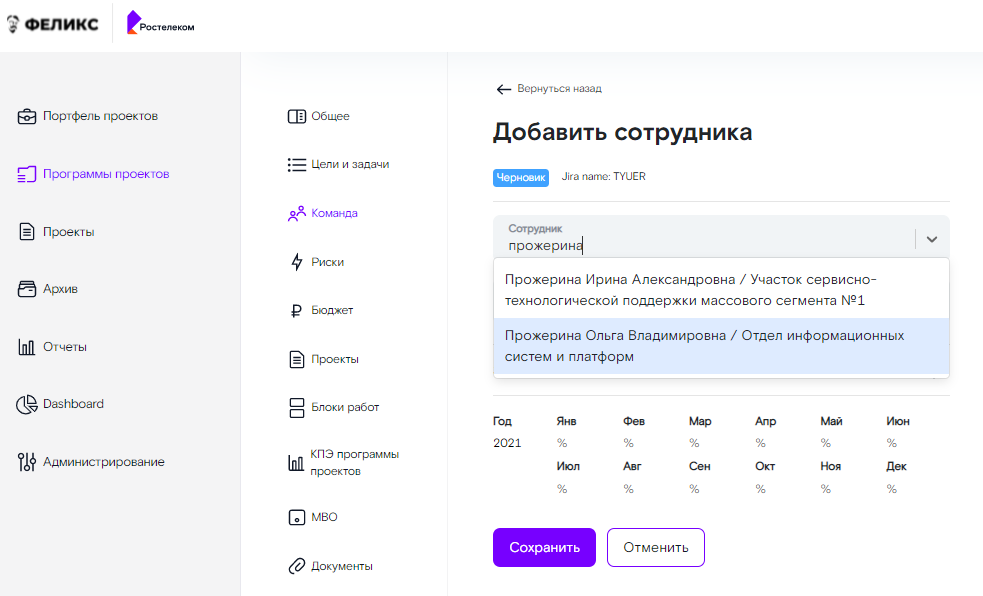 ФЕЛИКС
Ростелеком
Портфель проектов
Программы проектов
Проекты
Архив
Отчеты
Dashboard
Администрирование
Общее
Цели и задачи
Команда
Риски
Бюджет
Проекты
Блоки работ
КПЭ программы
проектов
МВО
Документы
Вернуться назад
Добавить сотрудника
Черновик Jira name: TYUER
Сотрудник
прожерина
Прожерина Ирина Александровна / Участок сервисно-
технологической поддержки массового сегмента №1
Прожерина Ольга Владимировна / Отдел информационных
систем и платформ
Год Янв Фев Мар Апр Май Июн
2021 % % % % % %
Июл Авг Сен Окт Ноя Дек
% % % % % %
Сохранить Отменить